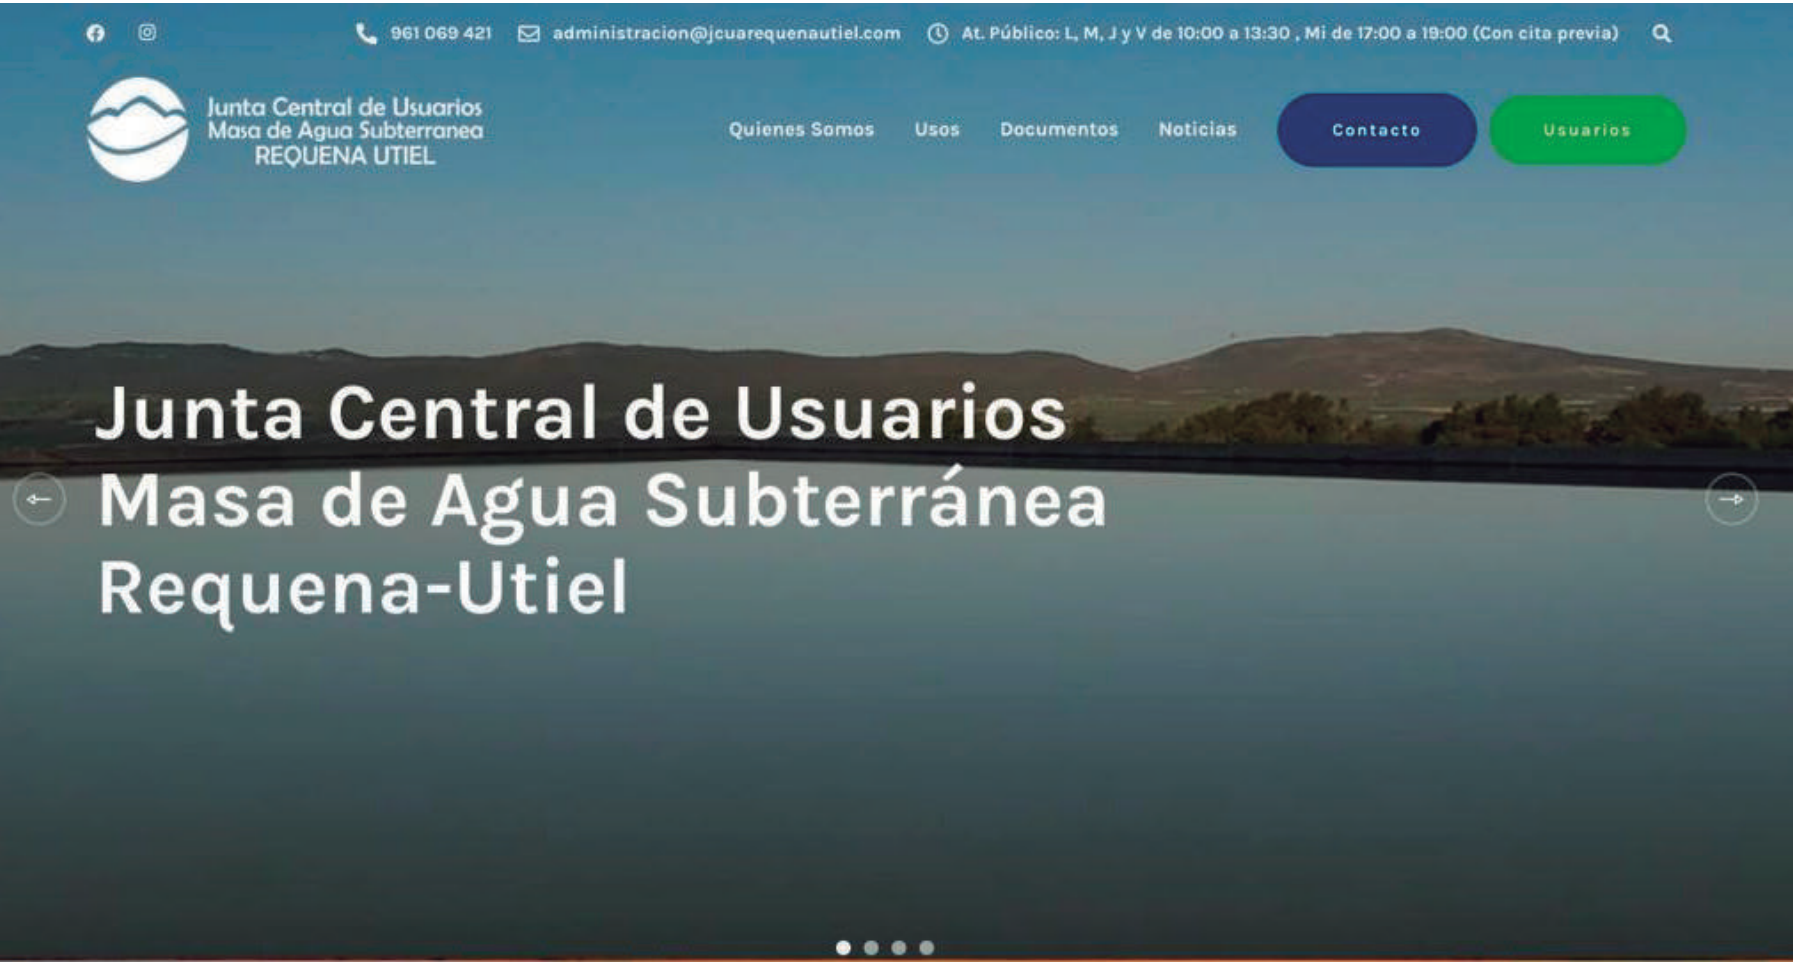 961 069 421 administracion@jcuarequenautiel.com At. Público: L, M, J y V de 10:00 a 13:30 , Mi de 17:00 a 19:00 (Con cita previa)
Junta Central de Usuarios
Masa de Agua Subterranea
REQUENA UTIEL
Quienes Somos Usos Documentos Noticias Contacto Usuarios
Junta Central de Usuarios
Masa de Agua Subterránea
Requena-Utiel